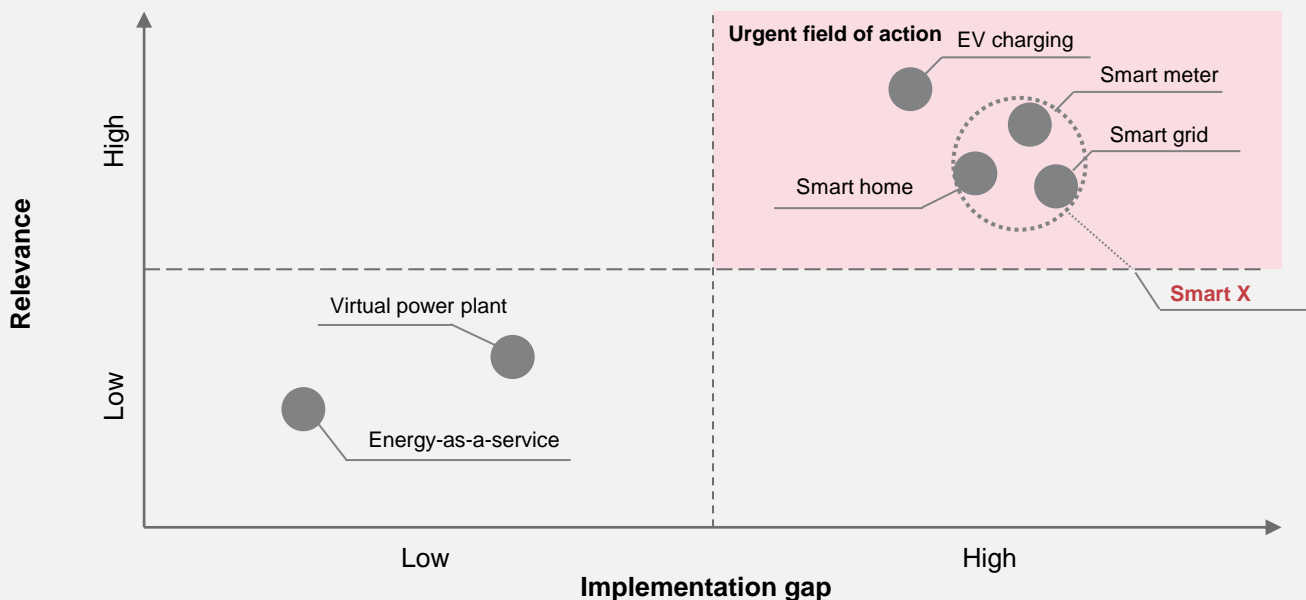 Urgent field of action
EV charging
Smart meter
Smart grid
Smart home
Smart X
Virtual power plant
Energy-as-a-service
High
Low
Relevance
Low
High
Implementation gap